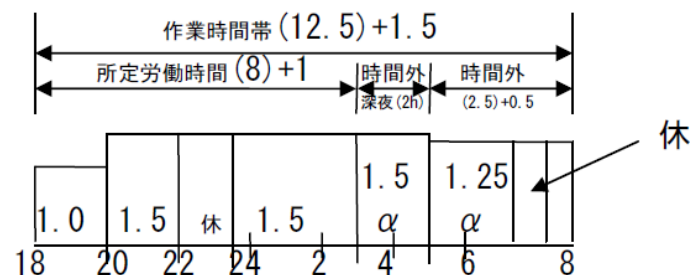 作業時間帯(12.5)+1.5
所定労働時間(8)+1
時間外
深夜(2h)
時間外
(2.5)+0.5
休
1.0
1.5
休
1.5
1.5
α
1.25
α
18 20 22 24 2 4 6 8